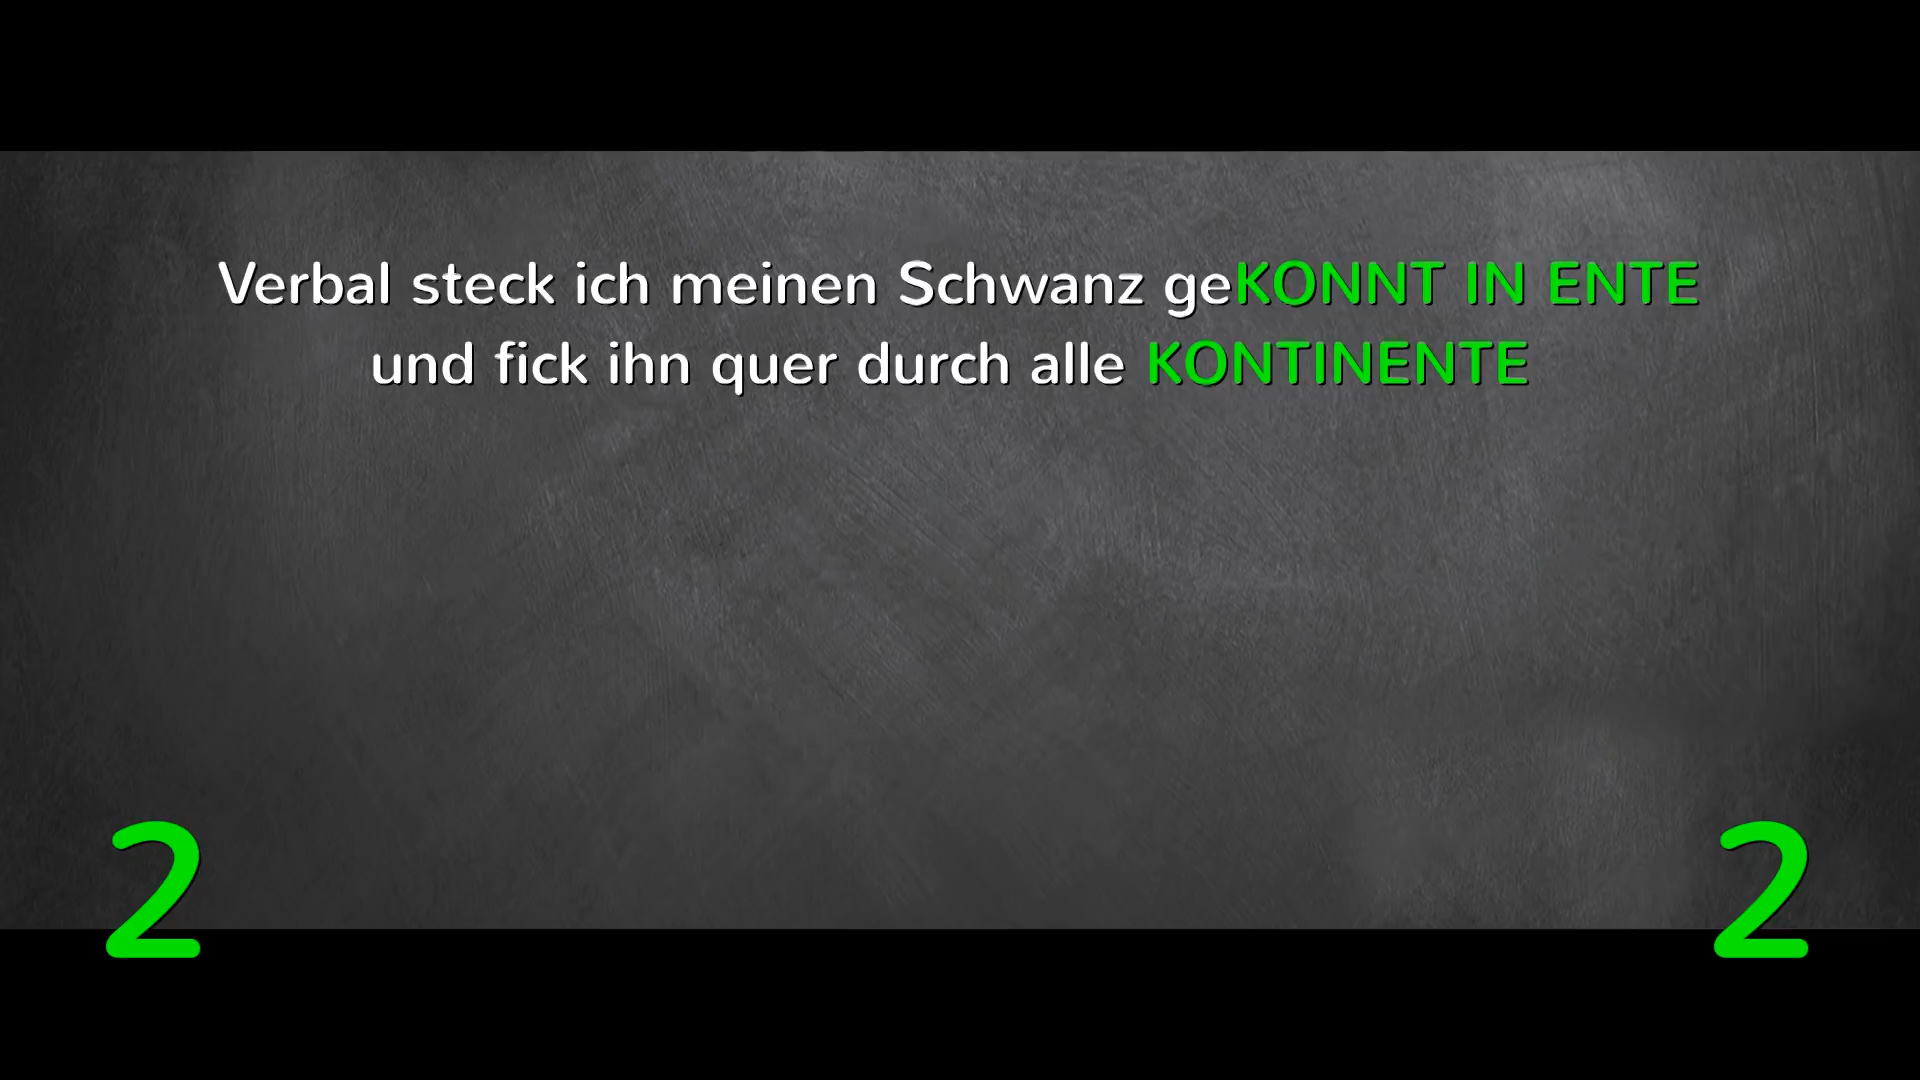 Verbal steck ich meinen Schwanz geKONNT IN ENTE
und fick ihn quer durch alle KONTINENTE
2 2